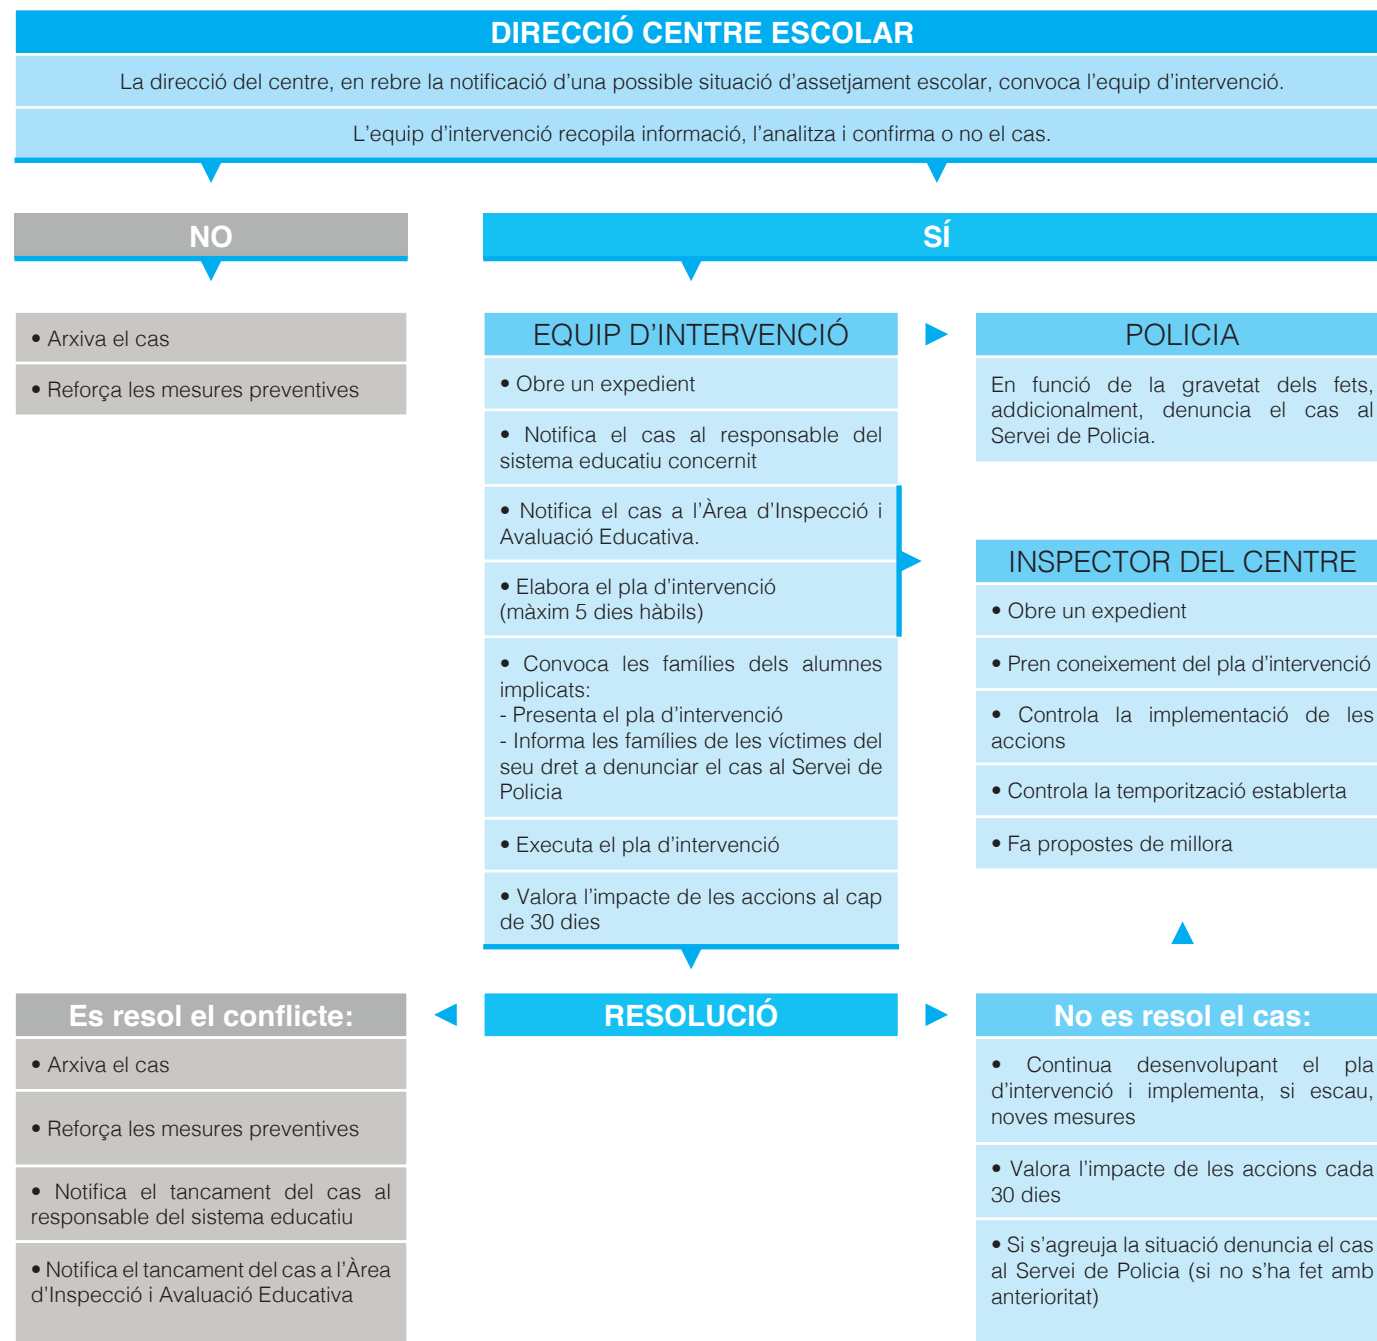 DIRECCIÓ CENTRE ESCOLAR
La direcció del centre, en rebre la notificació d’una possible situació d’assetjament escolar, convoca l’equip d’intervenció.
L’equip d’intervenció recopila informació, l’analitza i confirma o no el cas.
NO
• Arxiva el cas
• Reforça les mesures preventives
SÍ
EQUIP D’INTERVENCIÓ
• Obre un expedient
• Notifica el cas al responsable del
sistema educatiu concernit
• Notifica el cas a l’Àrea d’Inspecció i
Avaluació Educativa.
• Elabora el pla d’intervenció
(màxim 5 dies hàbils)
• Convoca les famílies dels alumnes
implicats:
- Presenta el pla d’intervenció
- Informa les famílies de les víctimes del
seu dret a denunciar el cas al Servei de
Policia
• Executa el pla d’intervenció
• Valora l’impacte de les accions al cap
de 30 dies
POLICIA
En funció de la gravetat dels fets,
addicionalment, denuncia el cas al
Servei de Policia.
INSPECTOR DEL CENTRE
• Obre un expedient
• Pren coneixement del pla d’intervenció
• Controla la implementació de les
accions
• Controla la temporització establerta
• Fa propostes de millora
RESOLUCIÓ
Es resol el conflicte:
• Arxiva el cas
• Reforça les mesures preventives
• Notifica el tancament del cas al
responsable del sistema educatiu
• Notifica el tancament del cas a l’Àrea
d’Inspecció i Avaluació Educativa
No es resol el cas:
• Continua desenvolupant el pla
d’intervenció i implementa, si escau,
noves mesures
• Valora l’impacte de les accions cada
30 dies
• Si s’agreuja la situació denuncia el cas
al Servei de Policia (si no s’ha fet amb
anterioritat)